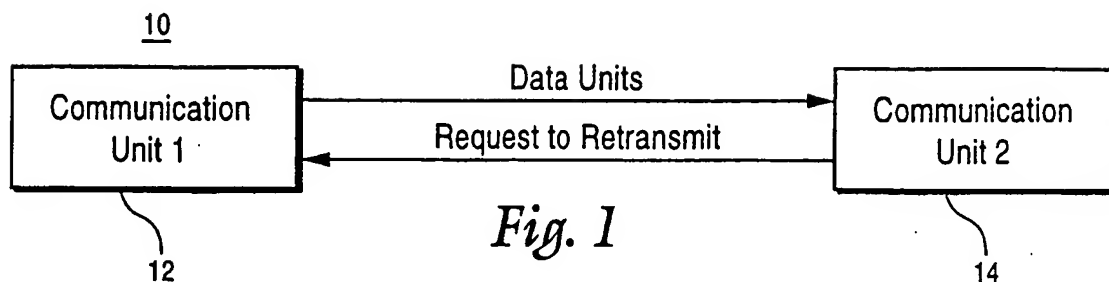 10
Communication
Unit 1
Data Units
Request to Retransmit
Communication
Unit 2
Fig. 1
12
14